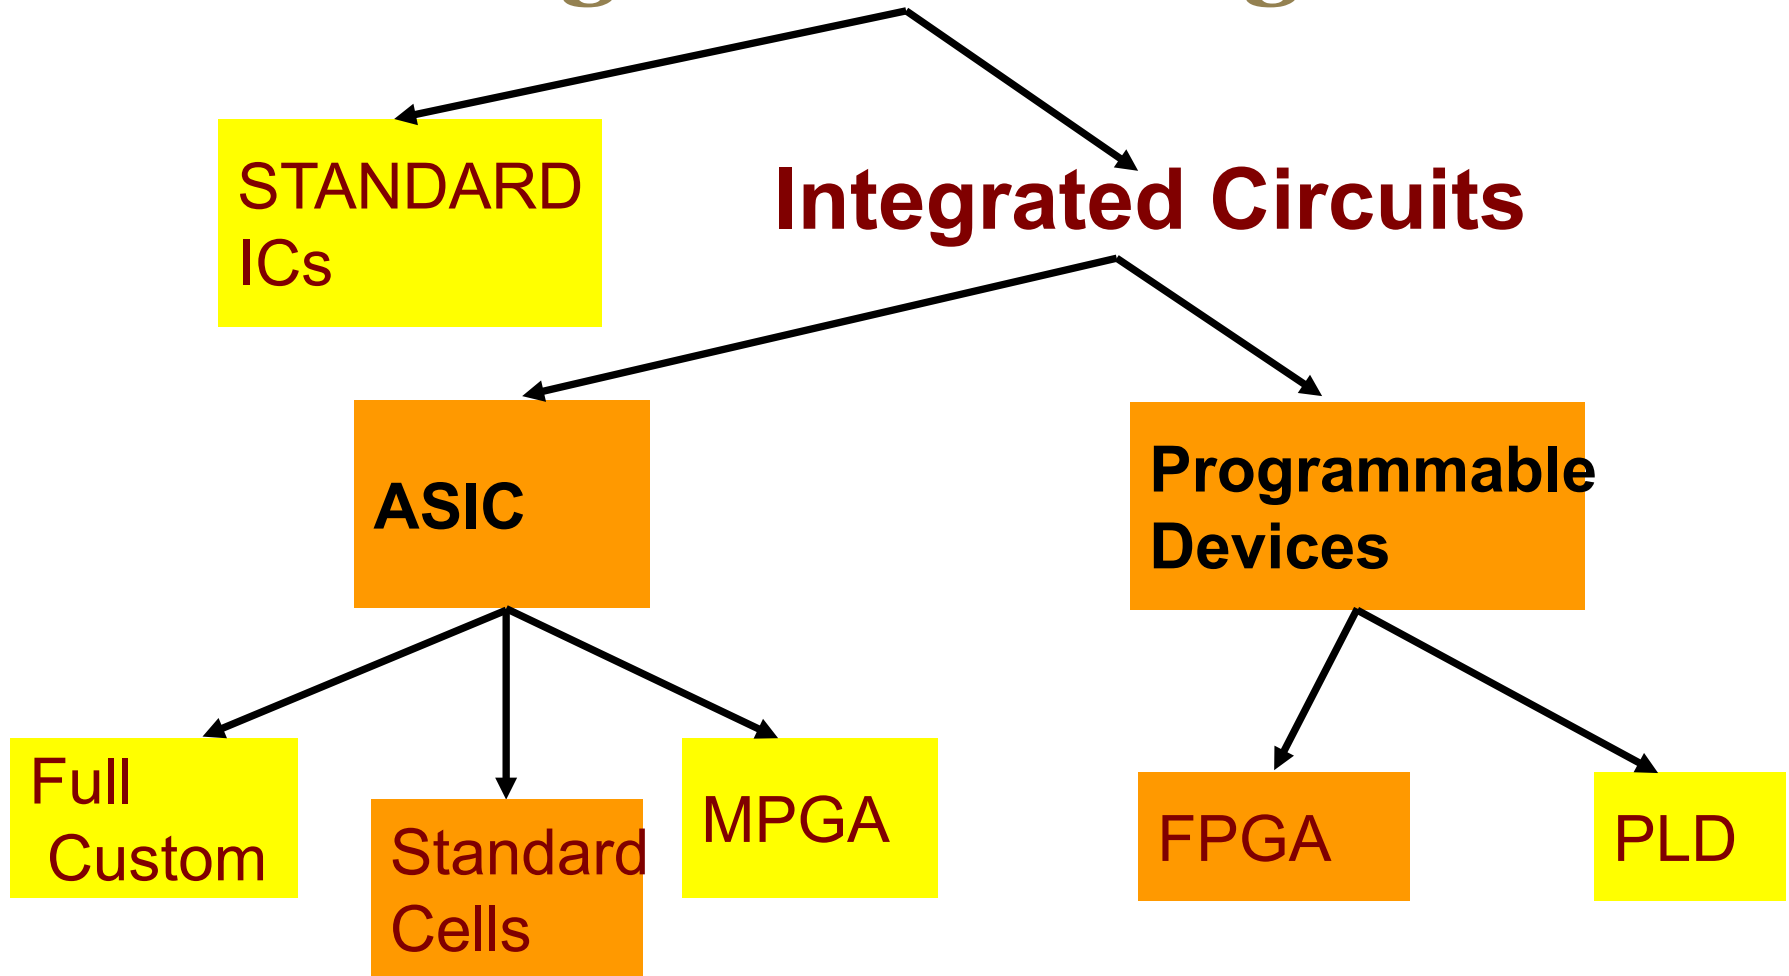 STANDARD
ICs
Integrated Circuits
ASIC
Programmable
Devices
Full
Custom
Standard
Cells
MPGA
FPGA
PLD